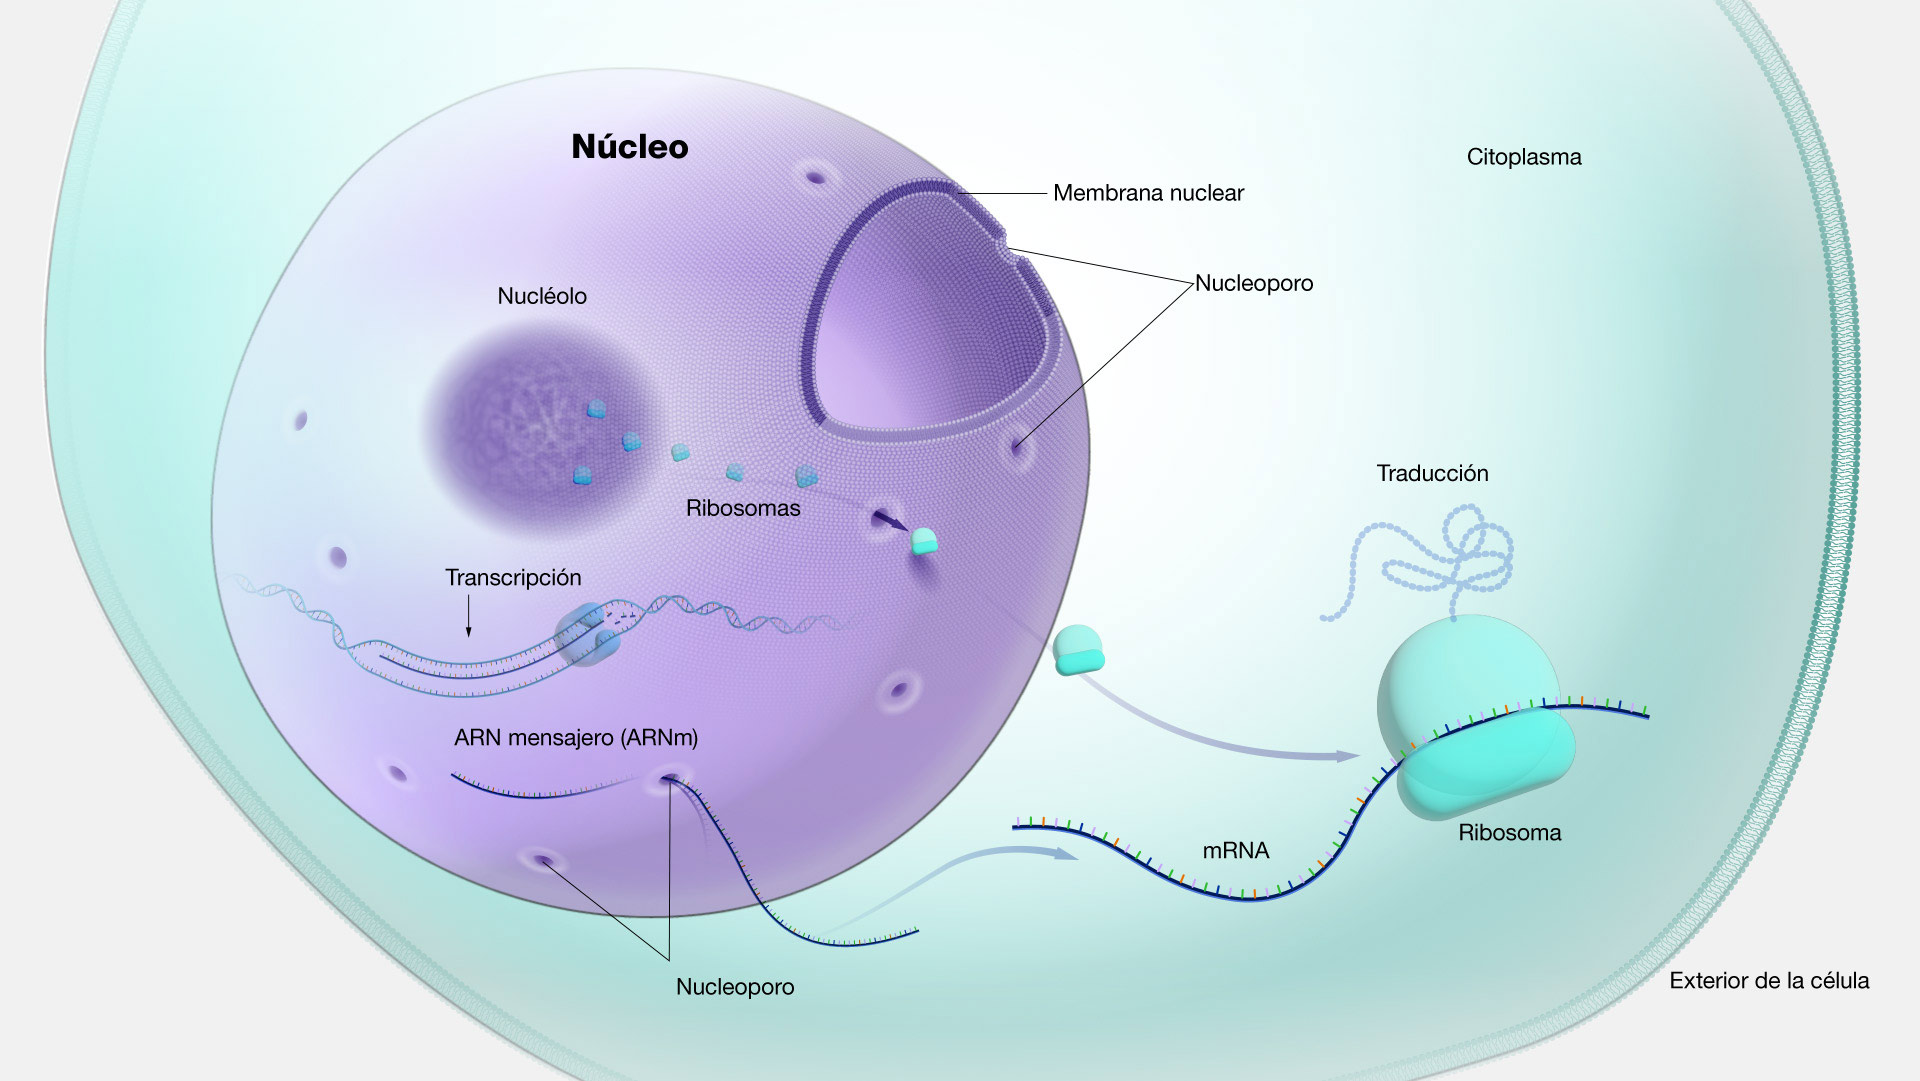 Núcleo
Citoplasma
Membrana nuclear
Nucleoporo
Nucléolo
Traducción
Ribosomas
Transcripción
ARN mensajero (ARNm)
Ribosoma
mRNA
Exterior de la célula
Nucleoporo